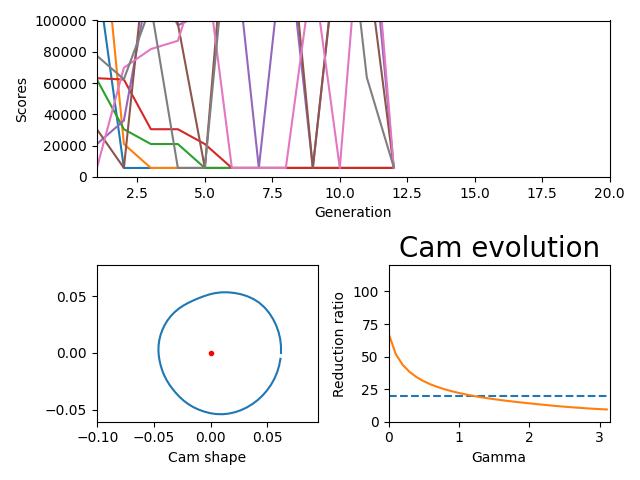 100000
80000
60000
40000
20000
0
Scores
2.5 5.0 7.5 10.0 12.5 15.0 17.5 20.0
Generation
Cam evolution
0.05
0.00
−0.05
−0.10 −0.05 0.00 0.05
Cam shape
Reduction ratio
100
75
50
25
0
0 1 2 3
Gamma